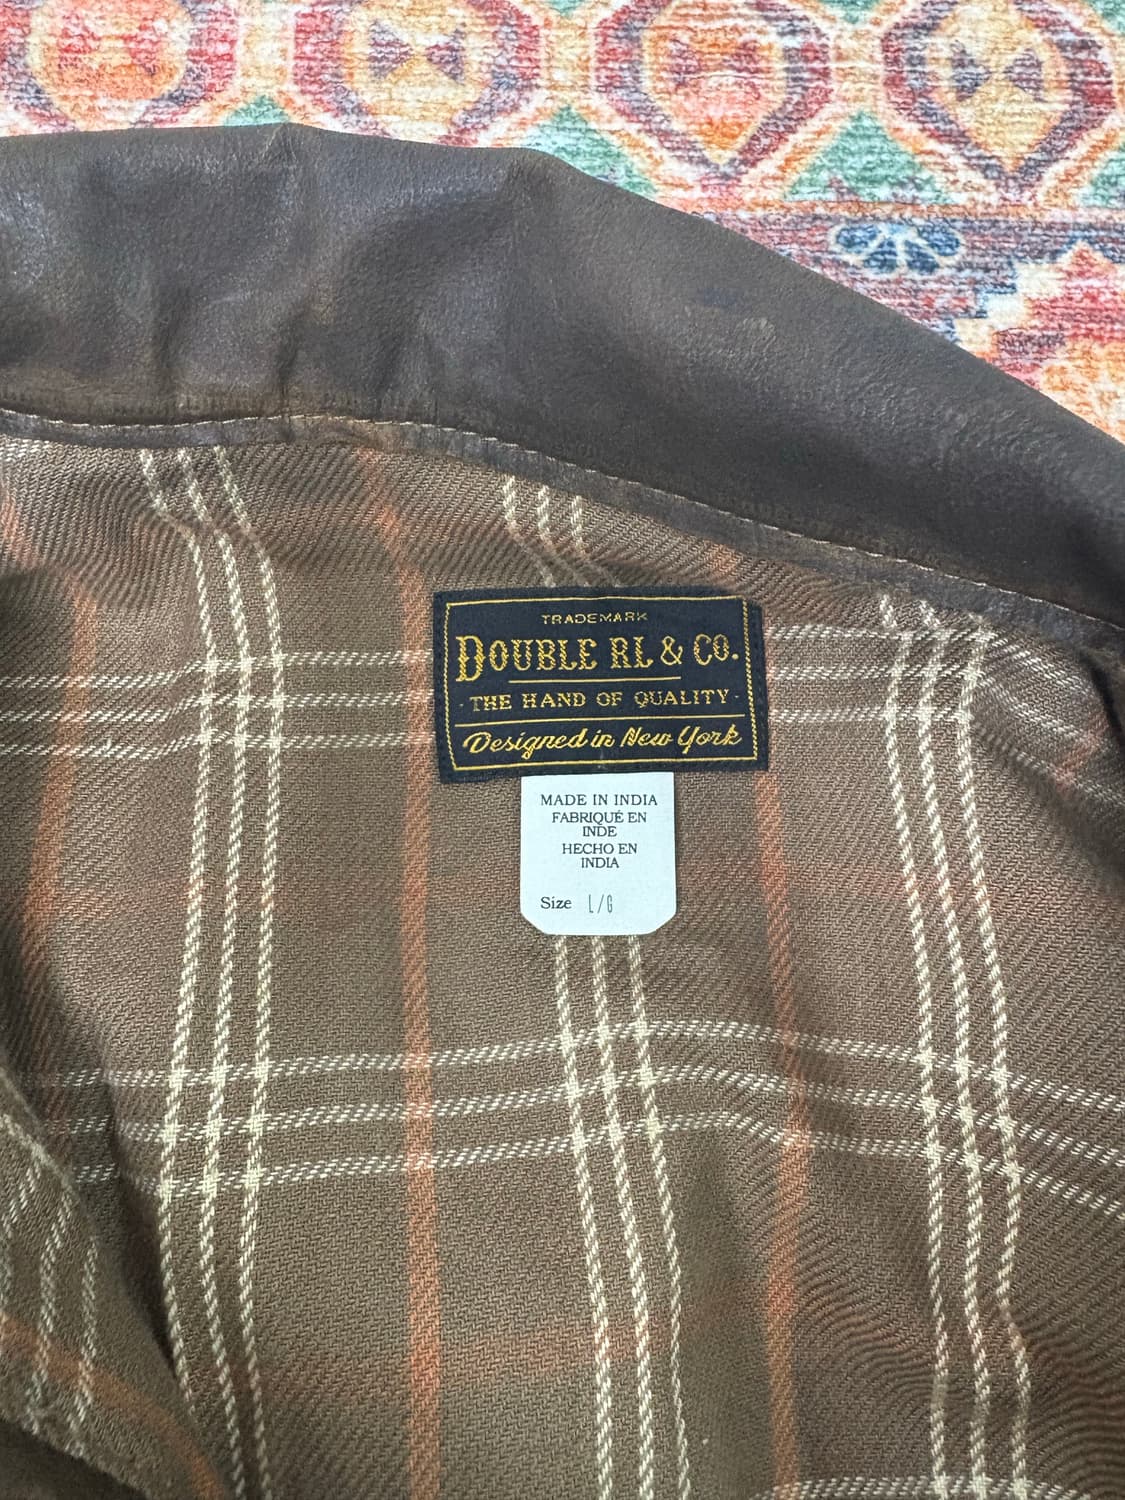 TRADEMARK
DOUBLE RL & CO.
· THE HAND OF QUALITY ·
Designed in New York
MADE IN INDIA
FABRIQUÉ EN
INDE
HECHO EN
INDIA
Size L/G